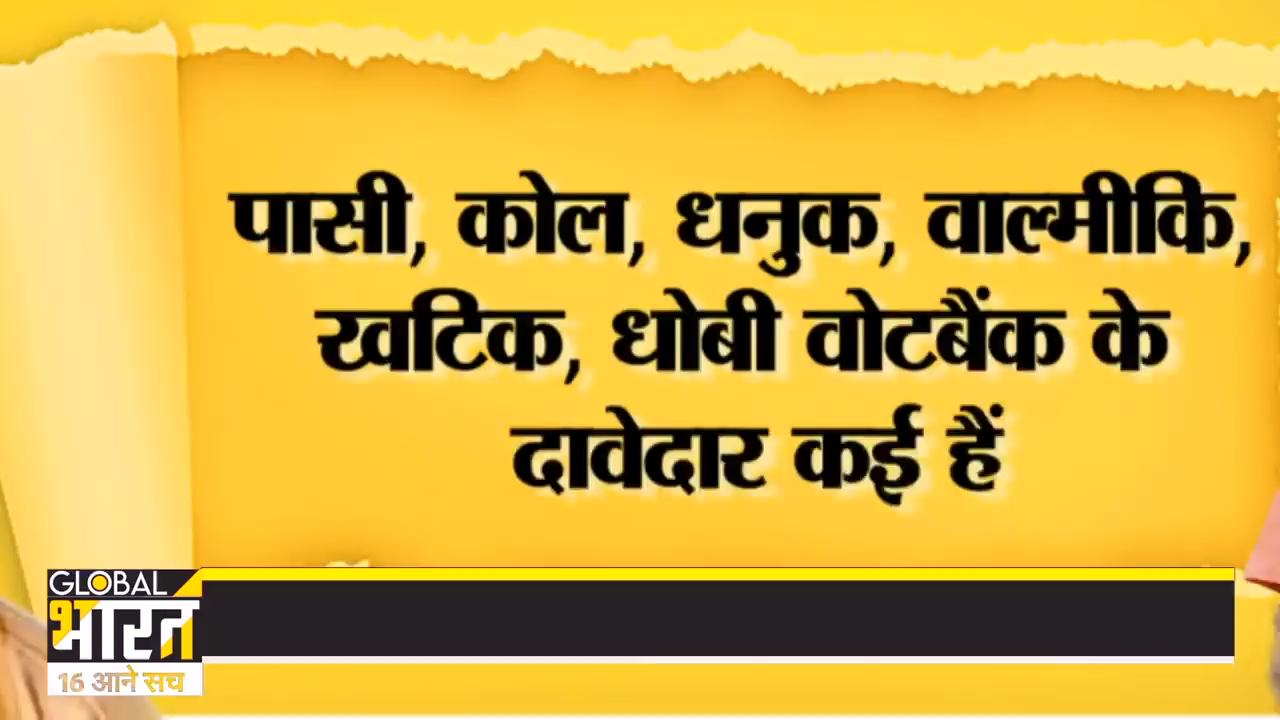 पासी, कोल, धनुक, वाल्मीकि,
खटिक, धोबी वोटबैंक के
दावेदार कई हैं
GLOBAL
भारत
16 आने सच